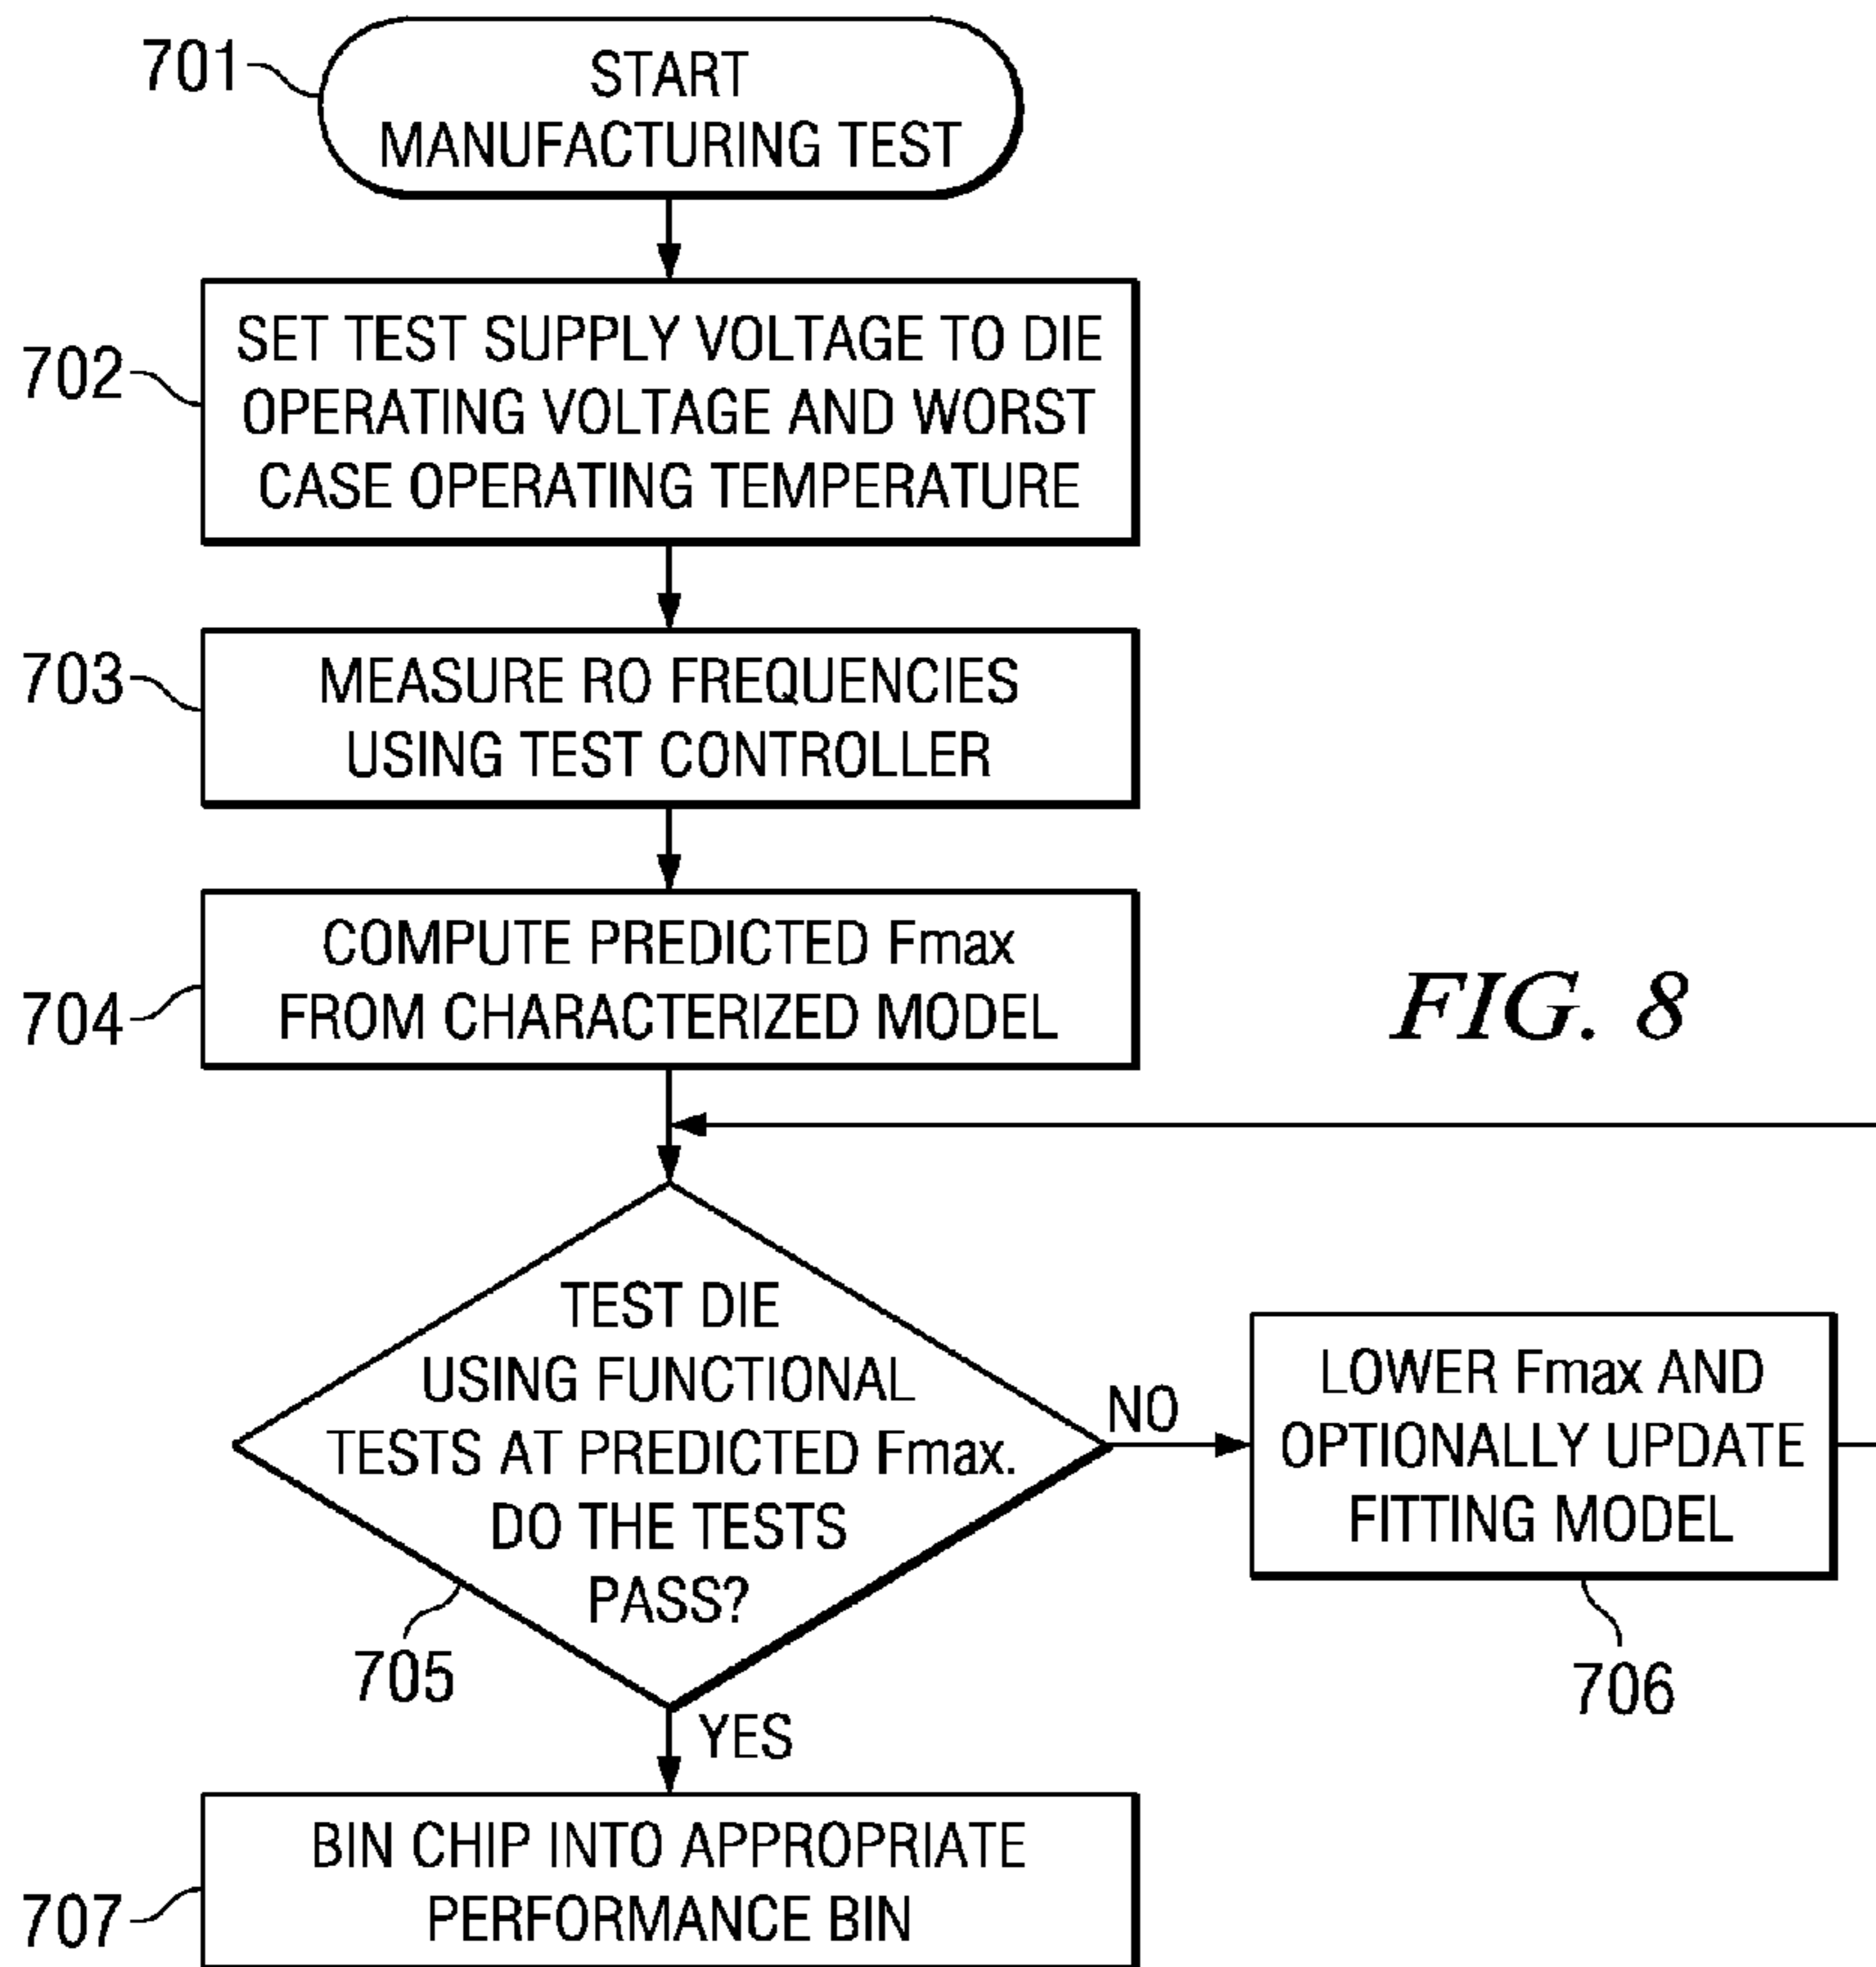 701
START
MANUFACTURING TEST
702
SET TEST SUPPLY VOLTAGE TO DIE
OPERATING VOLTAGE AND WORST
CASE OPERATING TEMPERATURE
703
MEASURE RO FREQUENCIES
USING TEST CONTROLLER
704
COMPUTE PREDICTED Fmax
FROM CHARACTERIZED MODEL
FIG. 8
TEST DIE
USING FUNCTIONAL
TESTS AT PREDICTED Fmax.
DO THE TESTS
PASS?
705
NO
LOWER Fmax AND
OPTIONALLY UPDATE
FITTING MODEL
706
YES
707
BIN CHIP INTO APPROPRIATE
PERFORMANCE BIN